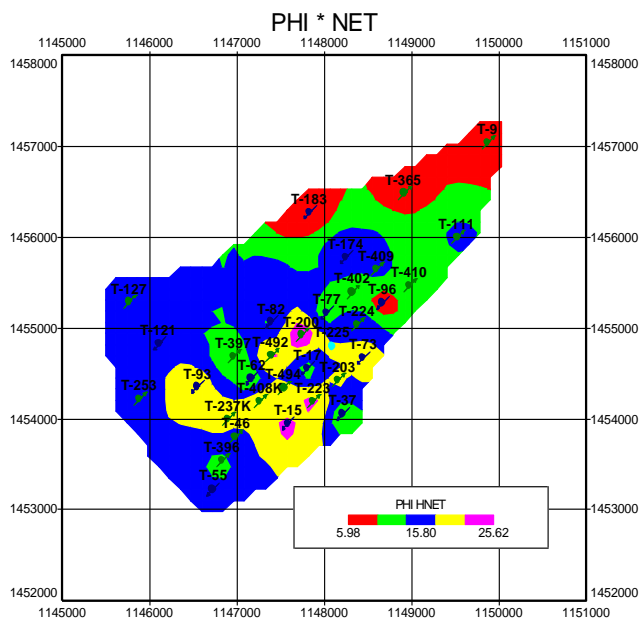 PHI * NET
1145000 1146000 1147000 1148000 1149000 1150000 1151000
1458000 1458000
1457000 1457000
T-9
T-365
T-183
1456000 1456000
T-111
T-174
T-409
T-410
T-402
T-127
T-96
T-77
T-82
T-224
1455000 1455000
T-200
T-225
T-121
T-397
T-492
T-73
T-17
T-62
T-203
T-93
T-494
T-253
T-408K
T-223
1454000 1454000
T-237K
T-15
T-37
T-46
T-396
T-55
1453000 1453000
PHI HNET
5.98 15.80 25.62
1452000 1452000
1145000 1146000 1147000 1148000 1149000 1150000 1151000